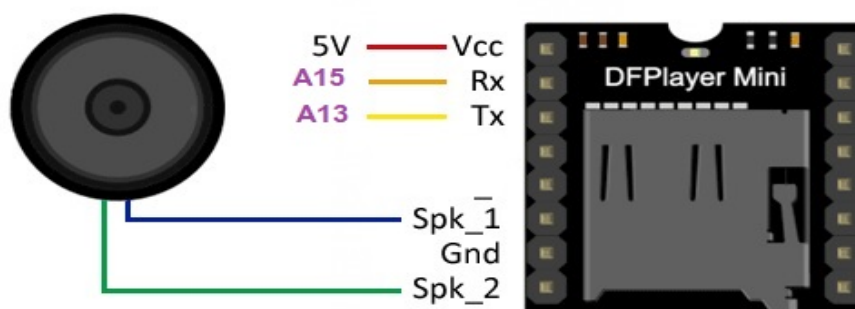 5V Vcc
A15 Rx
A13 Tx
DFPlayer Mini
_
Spk_1
Gnd
Spk_2